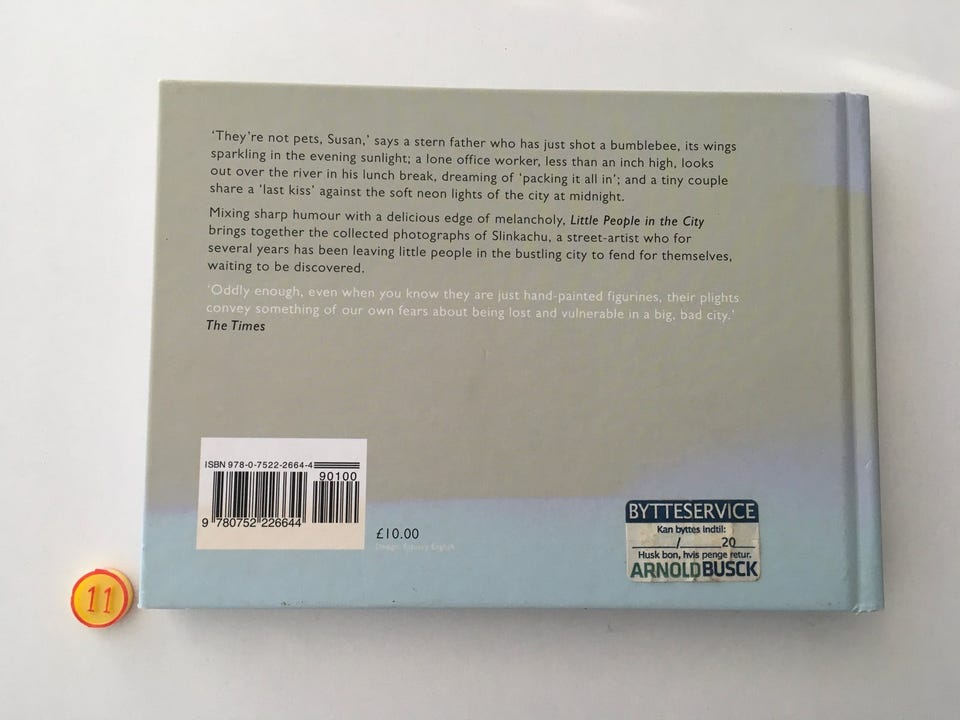 ‘They’re not pets, Susan,’ says a stern father who has just shot a bumblebee, its wings
sparkling in the evening sunlight; a lone office worker, less than an inch high, looks
out over the river in his lunch break, dreaming of ‘packing it all in’; and a tiny couple
share a ‘last kiss’ against the soft neon lights of the city at midnight.
Mixing sharp humour with a delicious edge of melancholy, Little People in the City
brings together the collected photographs of Slinkachu, a street-artist who for
several years has been leaving little people in the bustling city to fend for themselves,
waiting to be discovered.
‘Oddly enough, even when you know they are just hand-painted figurines, their plights
convey something of our own fears about being lost and vulnerable in a big, bad city.’
The Times
ISBN 978-0-7522-2664-4
90100
9 780752 226644
£10.00
Design: Estuary English
BYTTESERVICE
Kan byttes indtil:
/ 20
Husk bon, hvis penge retur.
ARNOLD BUSCK
11